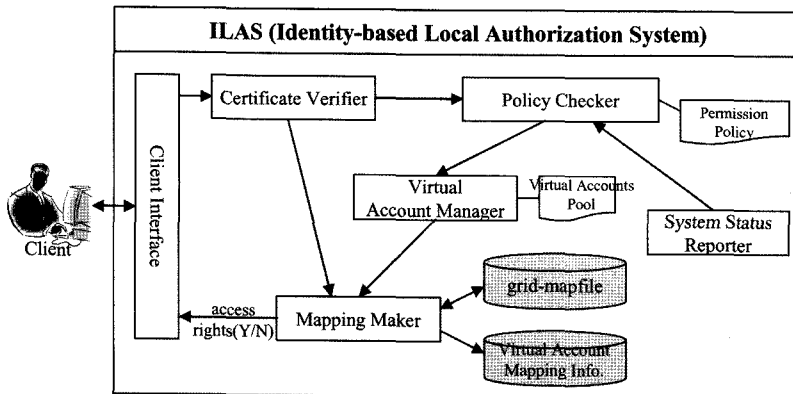 ILAS (Identity-based Local Authorization System)
Certificate Verifier
Policy Checker
Permission
Policy
Client Interface
Client
Virtual
Account Manager
Virtual Accounts
Pool
System Status
Reporter
access
rights(Y/N)
Mapping Maker
grid-mapfile
Virtual Account
Mapping Info.